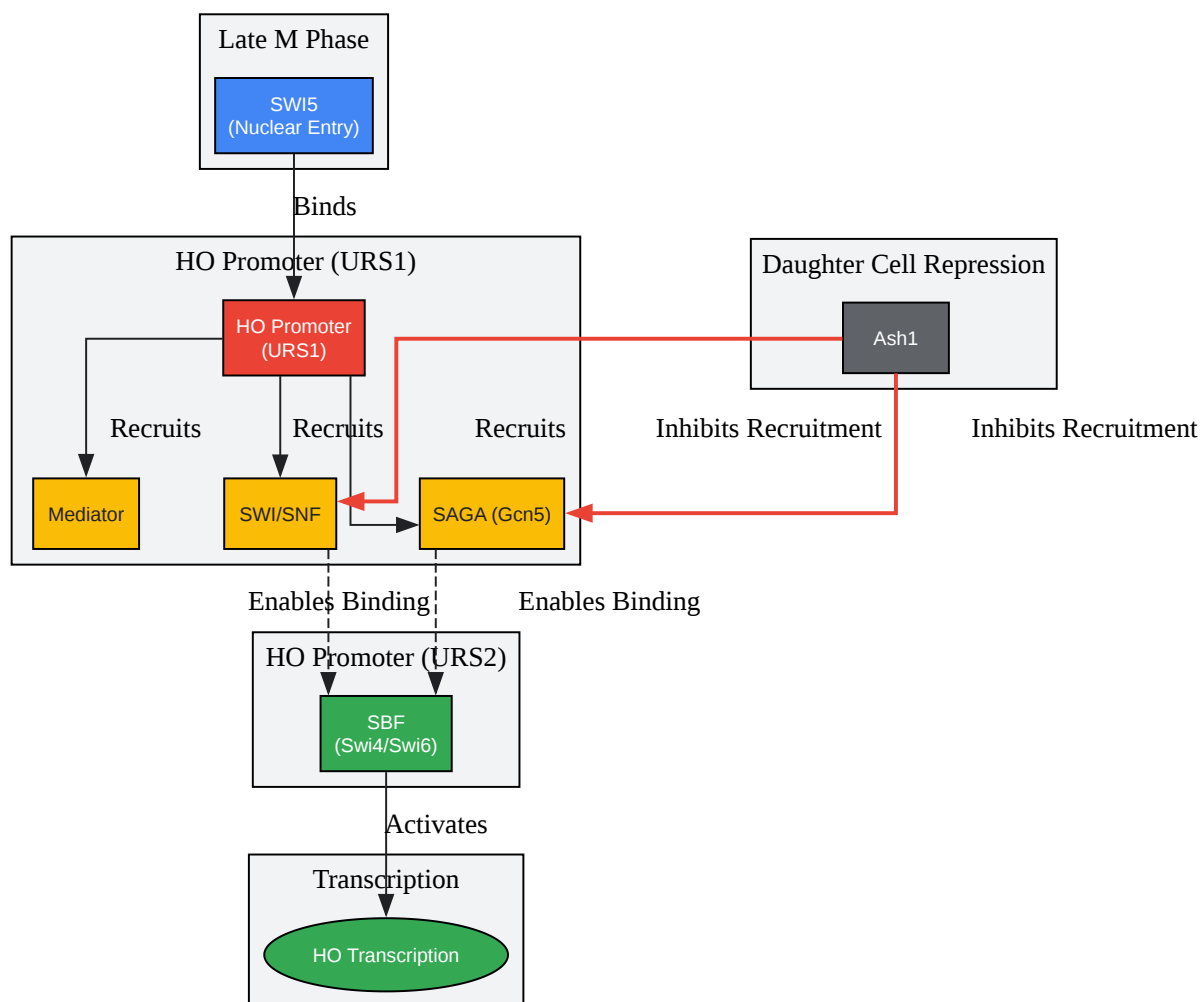 Late M Phase
SWI5
(Nuclear Entry)
Binds
HO Promoter (URS1)
HO Promoter
(URS1)
Daughter Cell Repression
Ash1
Recruits
Recruits
Recruits
Inhibits Recruitment
Inhibits Recruitment
Mediator
SWI/SNF
SAGA (Gcn5)
Enables Binding
Enables Binding
HO Promoter (URS2)
SBF
(Swi4/Swi6)
Activates
Transcription
HO Transcription